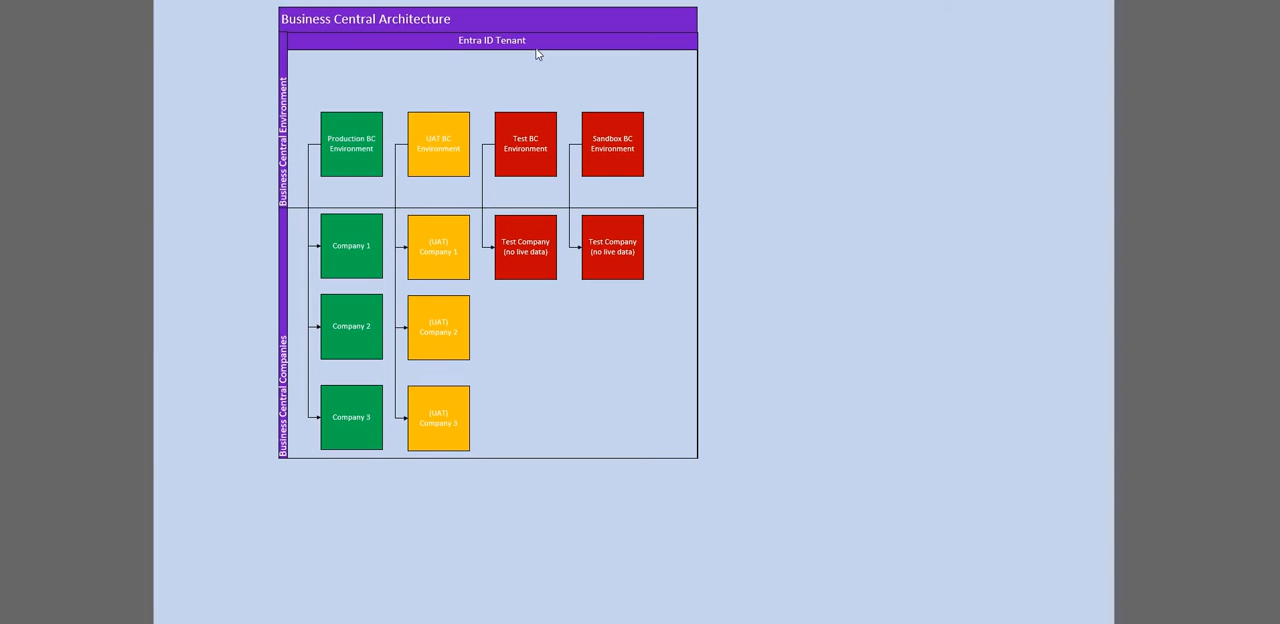 Business Central Architecture
Entra ID Tenant
Business Central Environment
Production BC
Environment
UAT BC
Environment
Test BC
Environment
Sandbox BC
Environment
Business Central Companies
Company 1
(UAT)
Company 1
Test Company
(no live data)
Test Company
(no live data)
Company 2
(UAT)
Company 2
Company 3
(UAT)
Company 3